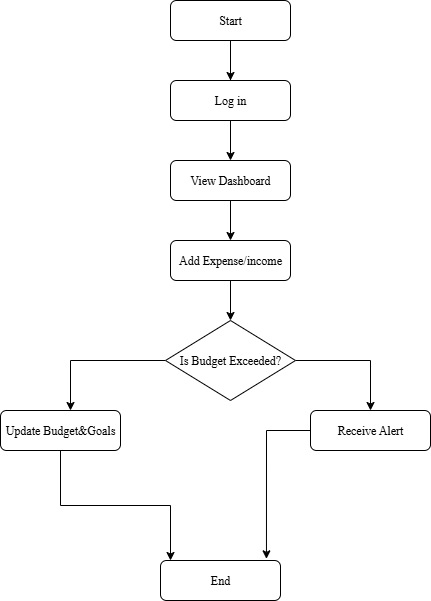 Start
Log in
View Dashboard
Add Expense/income
Is Budget Exceeded?
Update Budget&Goals
Receive Alert
End